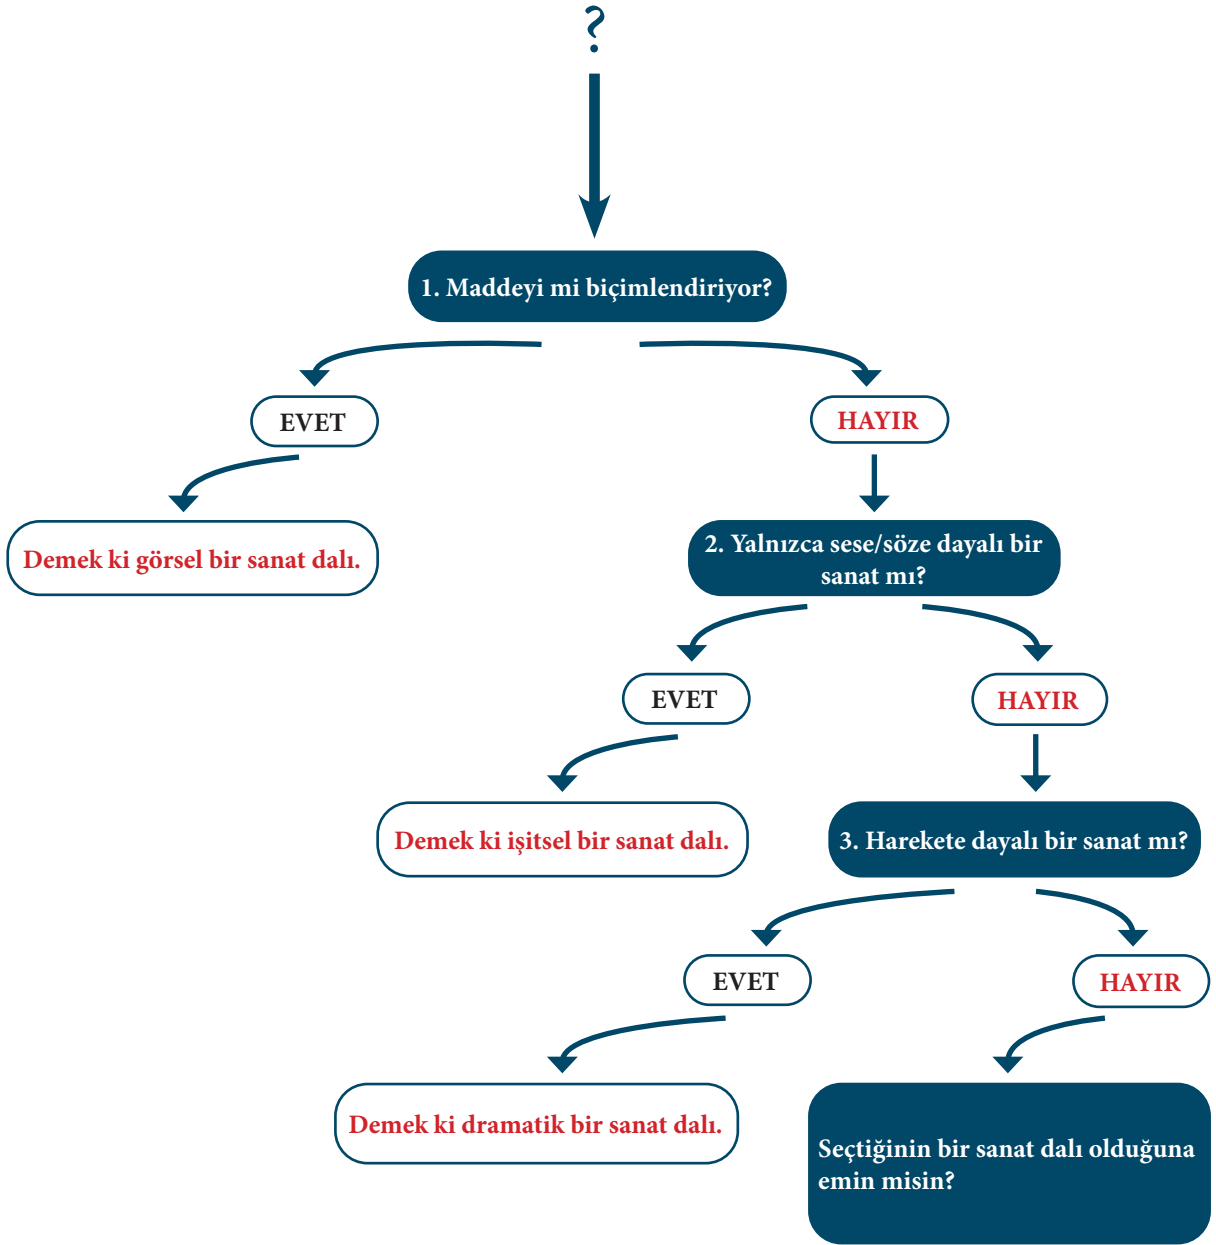 ?
1. Maddeyi mi biçimlendiriyor?
EVET
HAYIR
Demek ki görsel bir sanat dalı.
2. Yalnızca sese/söze dayalı bir
sanat mı?
EVET
HAYIR
Demek ki işitsel bir sanat dalı.
3. Harekete dayalı bir sanat mı?
EVET
HAYIR
Demek ki dramatik bir sanat dalı.
Seçtiğinin bir sanat dalı olduğuna
emin misin?